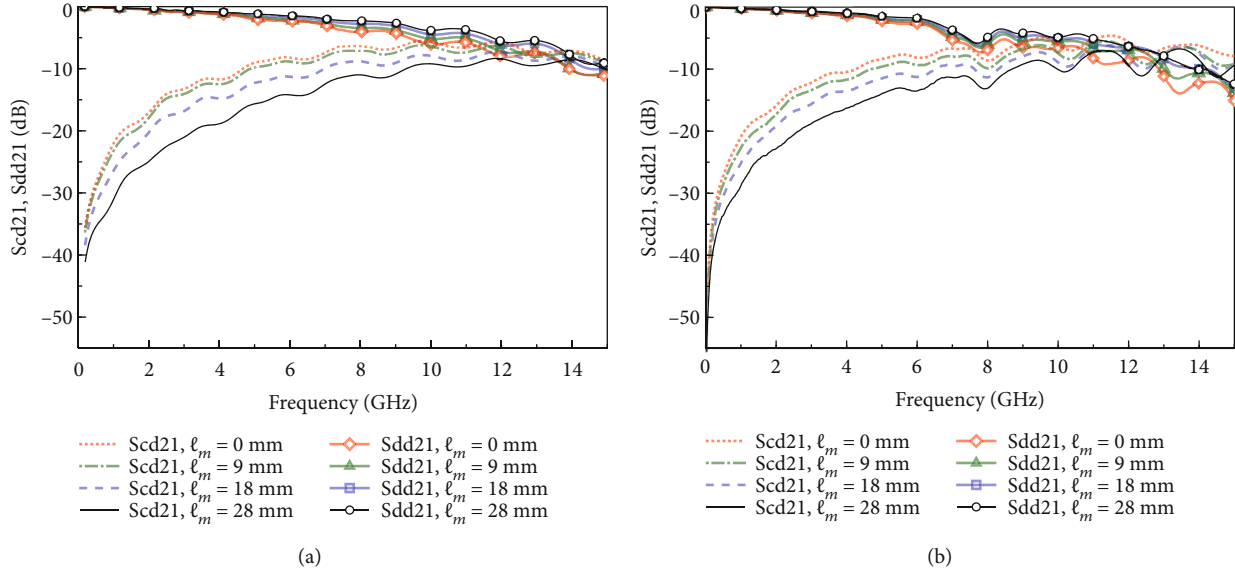 0
−10
−20
−30
−40
−50
Scd21, Sdd21 (dB)
0 2 4 6 8 10 12 14
Frequency (GHz)
Scd21, ℓm = 0 mm
Scd21, ℓm = 9 mm
Scd21, ℓm = 18 mm
Scd21, ℓm = 28 mm
Sdd21, ℓm = 0 mm
Sdd21, ℓm = 9 mm
Sdd21, ℓm = 18 mm
Sdd21, ℓm = 28 mm
(a)
0
−10
−20
−30
−40
−50
Scd21, Sdd21 (dB)
0 2 4 6 8 10 12 14
Frequency (GHz)
Scd21, ℓm = 0 mm
Scd21, ℓm = 9 mm
Scd21, ℓm = 18 mm
Scd21, ℓm = 28 mm
Sdd21, ℓm = 0 mm
Sdd21, ℓm = 9 mm
Sdd21, ℓm = 18 mm
Sdd21, ℓm = 28 mm
(b)